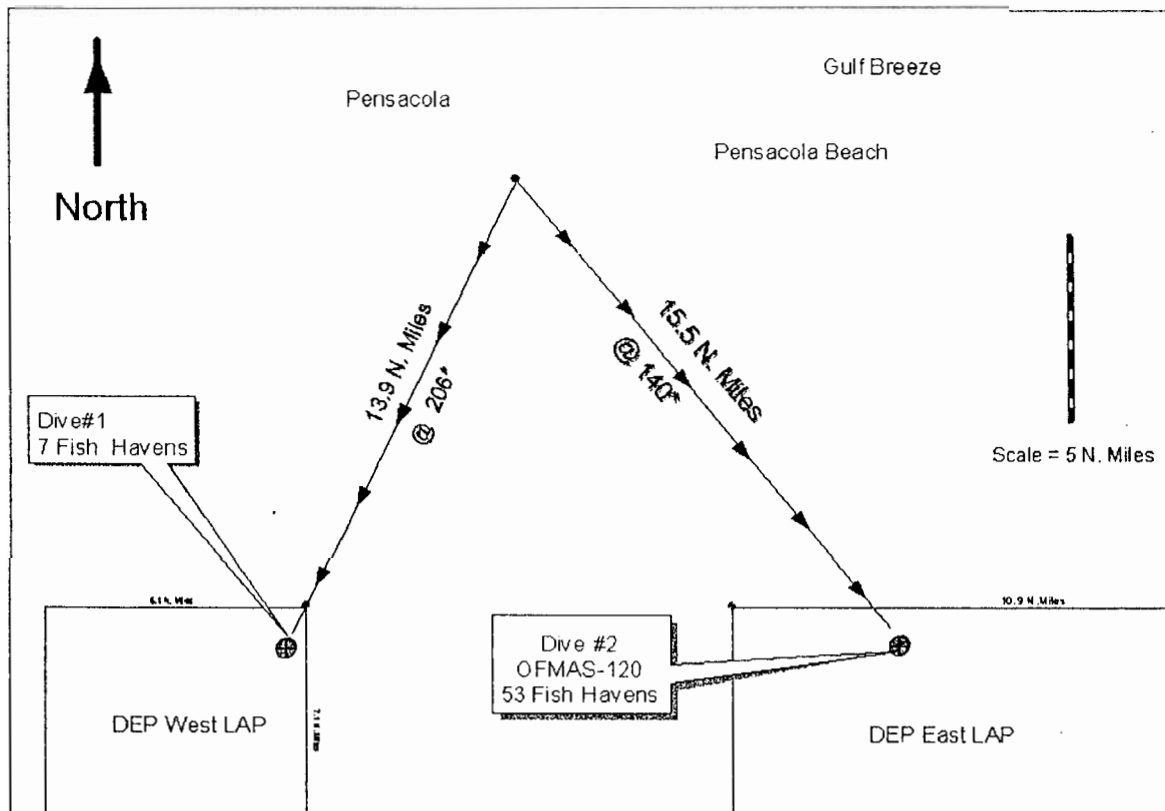 Gulf Breeze
Pensacola
Pensacola Beach
North
13.9 N. Miles
@ 206°
15.5 N. Miles
@ 140°
Dive#1
7 Fish Havens
Scale = 5 N. Miles
10.9 N. Miles
Dive #2
OFMAS-120
53 Fish Havens
DEP West LAP
DEP East LAP